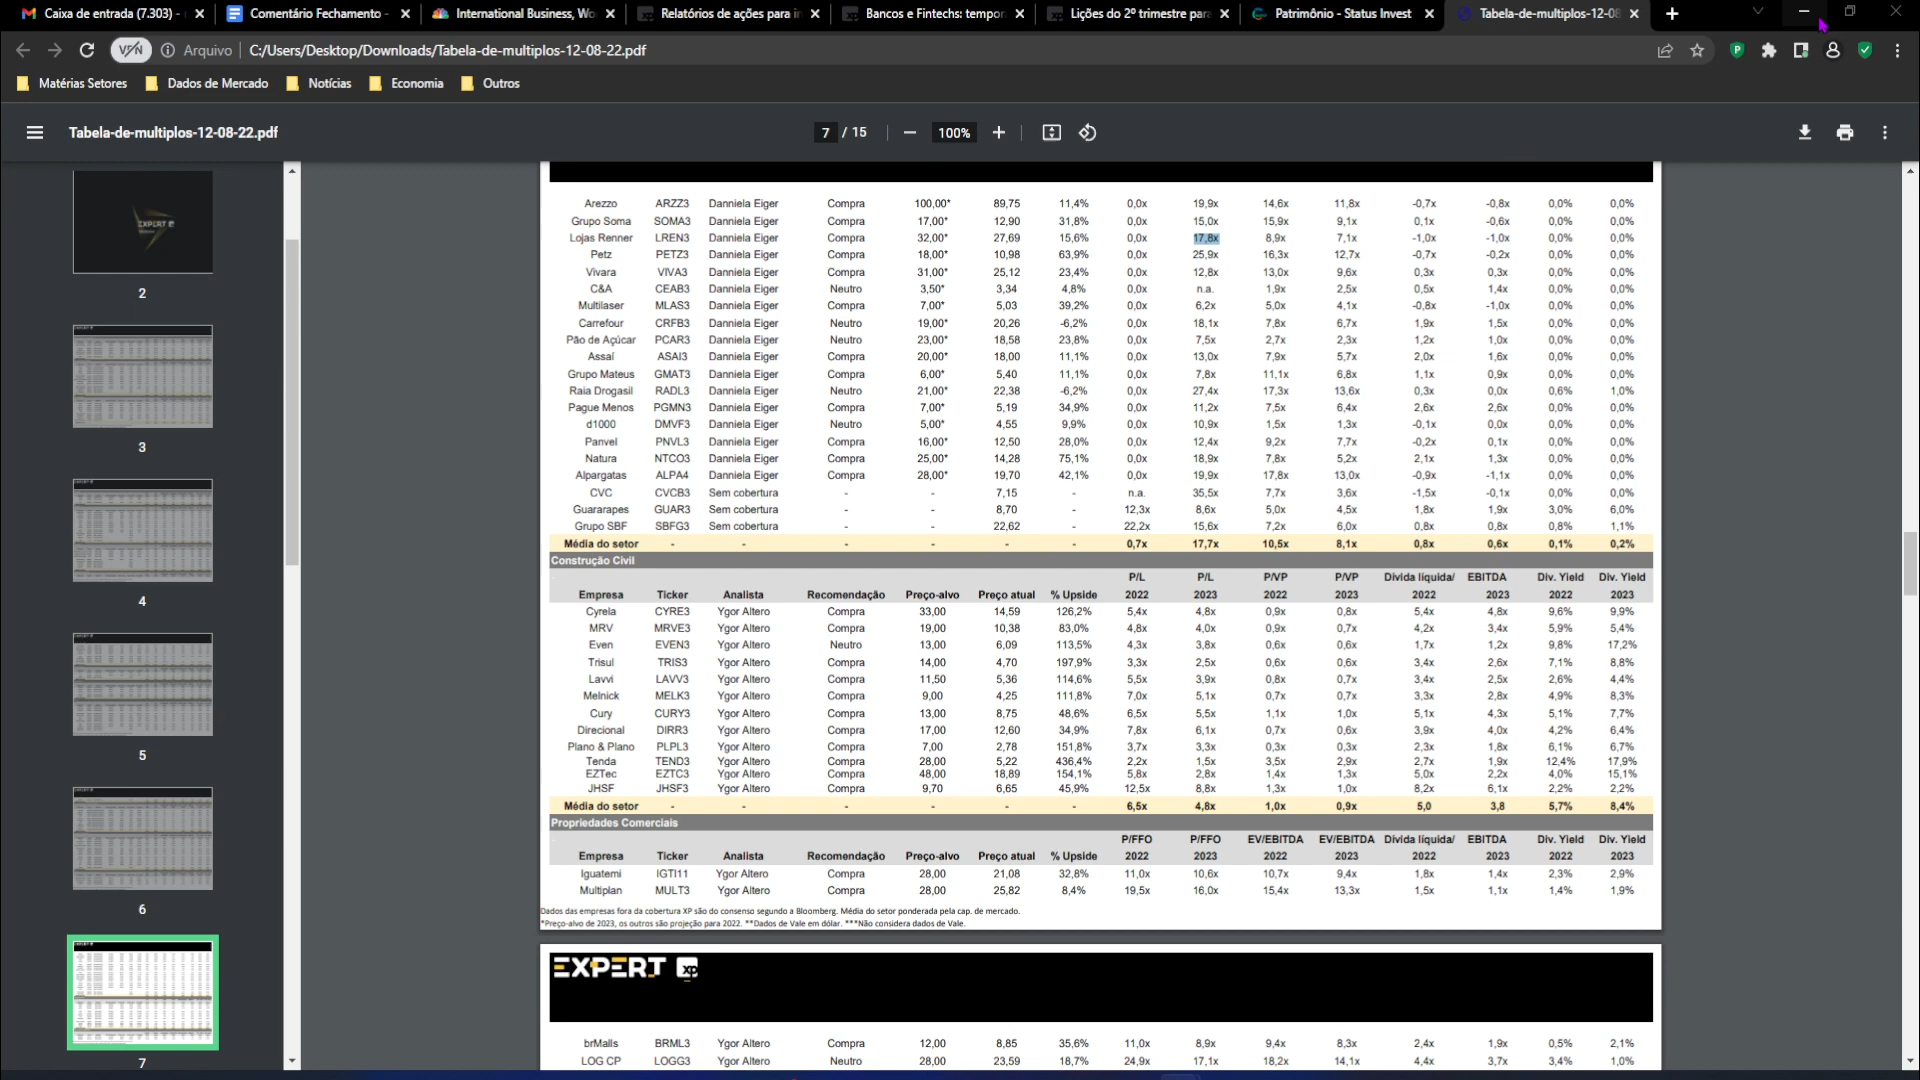 Caixa de entrada (7.303) -
Comentário Fechamento -
International Business, Wo
Relatórios de ações para in
Bancos e Fintechs: tempor
Lições do 2º trimestre para
Patrimônio - Status Invest
Tabela-de-multiplos-12-08
VPN Arquivo C:/Users/Desktop/Downloads/Tabela-de-multiplos-12-08-22.pdf
Matérias Setores Dados de Mercado Notícias Economia Outros
Tabela-de-multiplos-12-08-22.pdf 7 / 15 100%
EXPERT
2
3
4
5
6
7
Arezzo ARZZ3 Danniela Eiger Compra 100,00* 89,75 11,4% 0,0x 19,9x 14,6x 11,8x -0,7x -0,8x 0,0% 0,0%
Grupo Soma SOMA3 Danniela Eiger Compra 17,00* 12,90 31,8% 0,0x 15,0x 15,9x 9,1x 0,1x -0,6x 0,0% 0,0%
Lojas Renner LREN3 Danniela Eiger Compra 32,00* 27,69 15,6% 0,0x 17,8x 8,9x 7,1x -1,0x -1,0x 0,0% 0,0%
Petz PETZ3 Danniela Eiger Compra 18,00* 10,98 63,9% 0,0x 25,9x 16,3x 12,7x -0,7x -0,2x 0,0% 0,0%
Vivara VIVA3 Danniela Eiger Compra 31,00* 25,12 23,4% 0,0x 12,8x 13,0x 9,6x 0,3x 0,3x 0,0% 0,0%
C&A CEAB3 Danniela Eiger Neutro 3,50* 3,34 4,8% 0,0x n.a. 1,9x 2,5x 0,5x 1,4x 0,0% 0,0%
Multilaser MLAS3 Danniela Eiger Compra 7,00* 5,03 39,2% 0,0x 6,2x 5,0x 4,1x -0,8x -1,0x 0,0% 0,0%
Carrefour CRFB3 Danniela Eiger Neutro 19,00* 20,26 -6,2% 0,0x 18,1x 7,8x 6,7x 1,9x 1,5x 0,0% 0,0%
Pão de Açúcar PCAR3 Danniela Eiger Neutro 23,00* 18,58 23,8% 0,0x 7,5x 2,7x 2,3x 1,2x 1,0x 0,0% 0,0%
Assaí ASAI3 Danniela Eiger Compra 20,00* 18,00 11,1% 0,0x 13,0x 7,9x 5,7x 2,0x 1,6x 0,0% 0,0%
Grupo Mateus GMAT3 Danniela Eiger Compra 6,00* 5,40 11,1% 0,0x 7,8x 11,1x 6,8x 1,1x 0,9x 0,0% 0,0%
Raia Drogasil RADL3 Danniela Eiger Neutro 21,00* 22,38 -6,2% 0,0x 27,4x 17,3x 13,6x 0,3x 0,0x 0,6% 1,0%
Pague Menos PGMN3 Danniela Eiger Compra 7,00* 5,19 34,9% 0,0x 11,2x 7,5x 6,4x 2,6x 2,6x 0,0% 0,0%
d1000 DMVF3 Danniela Eiger Neutro 5,00* 4,55 9,9% 0,0x 10,9x 1,5x 1,3x -0,1x 0,0x 0,0% 0,0%
Panvel PNVL3 Danniela Eiger Compra 16,00* 12,50 28,0% 0,0x 12,4x 9,2x 7,7x -0,2x 0,1x 0,0% 0,0%
Natura NTCO3 Danniela Eiger Compra 25,00* 14,28 75,1% 0,0x 18,9x 7,8x 5,2x 2,1x 1,3x 0,0% 0,0%
Alpargatas ALPA4 Danniela Eiger Compra 28,00* 19,70 42,1% 0,0x 19,9x 17,8x 13,0x -0,9x -1,1x 0,0% 0,0%
CVC CVCB3 Sem cobertura - - 7,15 - n.a. 35,5x 7,7x 3,6x -1,5x -0,1x 0,0% 0,0%
Guararapes GUAR3 Sem cobertura - - 8,70 - 12,3x 8,6x 5,0x 4,5x 1,8x 1,9x 3,0% 6,0%
Grupo SBF SBFG3 Sem cobertura - - 22,62 - 22,2x 15,6x 7,2x 6,0x 0,8x 0,8x 0,8% 1,1%
Média do setor - - - - - - 0,7x 17,7x 10,5x 8,1x 0,8x 0,6x 0,1% 0,2%
Construção Civil
P/L P/L P/VP P/VP Dívida líquida/ EBITDA Div. Yield Div. Yield
Empresa Ticker Analista Recomendação Preço-alvo Preço atual % Upside 2022 2023 2022 2023 2022 2023 2022 2023
Cyrela CYRE3 Ygor Altero Compra 33,00 14,59 126,2% 5,4x 4,8x 0,9x 0,8x 5,4x 4,8x 9,6% 9,9%
MRV MRVE3 Ygor Altero Compra 19,00 10,38 83,0% 4,8x 4,0x 0,9x 0,7x 4,2x 3,4x 5,9% 5,4%
Even EVEN3 Ygor Altero Neutro 13,00 6,09 113,5% 4,3x 3,8x 0,6x 0,6x 1,7x 1,2x 9,8% 17,2%
Trisul TRIS3 Ygor Altero Compra 14,00 4,70 197,9% 3,3x 2,5x 0,6x 0,6x 3,4x 2,6x 7,1% 8,8%
Lavvi LAVV3 Ygor Altero Compra 11,50 5,36 114,6% 5,5x 3,9x 0,8x 0,7x 3,4x 2,5x 2,6% 4,4%
Melnick MELK3 Ygor Altero Compra 9,00 4,25 111,8% 7,0x 5,1x 0,7x 0,7x 3,3x 2,8x 4,9% 8,3%
Cury CURY3 Ygor Altero Compra 13,00 8,75 48,6% 6,5x 5,5x 1,1x 1,0x 5,1x 4,3x 5,1% 7,7%
Direcional DIRR3 Ygor Altero Compra 17,00 12,60 34,9% 7,8x 6,1x 0,7x 0,6x 3,9x 4,0x 4,2% 6,4%
Plano & Plano PLPL3 Ygor Altero Compra 7,00 2,78 151,8% 3,7x 3,3x 0,3x 0,3x 2,3x 1,8x 6,1% 6,7%
Tenda TEND3 Ygor Altero Compra 28,00 5,22 436,4% 2,2x 1,5x 3,5x 2,9x 2,7x 1,9x 12,4% 17,9%
EZTec EZTC3 Ygor Altero Compra 48,00 18,89 154,1% 5,8x 2,8x 1,4x 1,3x 5,0x 2,2x 4,0% 15,1%
JHSF JHSF3 Ygor Altero Compra 9,70 6,65 45,9% 12,5x 8,8x 1,3x 1,0x 8,2x 6,1x 2,2% 2,2%
Média do setor - - - - - - 6,5x 4,8x 1,0x 0,9x 5,0 3,8 5,7% 8,4%
Propriedades Comerciais
P/FFO P/FFO EV/EBITDA EV/EBITDA Dívida líquida/ EBITDA Div. Yield Div. Yield
Empresa Ticker Analista Recomendação Preço-alvo Preço atual % Upside 2022 2023 2022 2023 2022 2023 2022 2023
Iguatemi IGTI11 Ygor Altero Compra 28,00 21,08 32,8% 11,0x 10,6x 10,7x 9,4x 1,8x 1,4x 2,3% 2,9%
Multiplan MULT3 Ygor Altero Compra 28,00 25,82 8,4% 19,5x 16,0x 15,4x 13,3x 1,5x 1,1x 1,4% 1,9%
Dados das empresas fora da cobertura XP são do consenso segundo a Bloomberg. Média do setor ponderada pela cap. de mercado.
*Preço-alvo de 2023, os outros são projeção para 2022. **Dados de Vale em dólar. ***Não considera dados de Vale.
EXPERT xp
brMalls BRML3 Ygor Altero Compra 12,00 8,85 35,6% 11,0x 8,9x 9,4x 8,3x 2,4x 1,9x 0,5% 2,1%
LOG CP LOGG3 Ygor Altero Neutro 28,00 23,59 18,7% 24,9x 17,1x 18,2x 14,1x 4,4x 3,7x 3,4% 1,0%